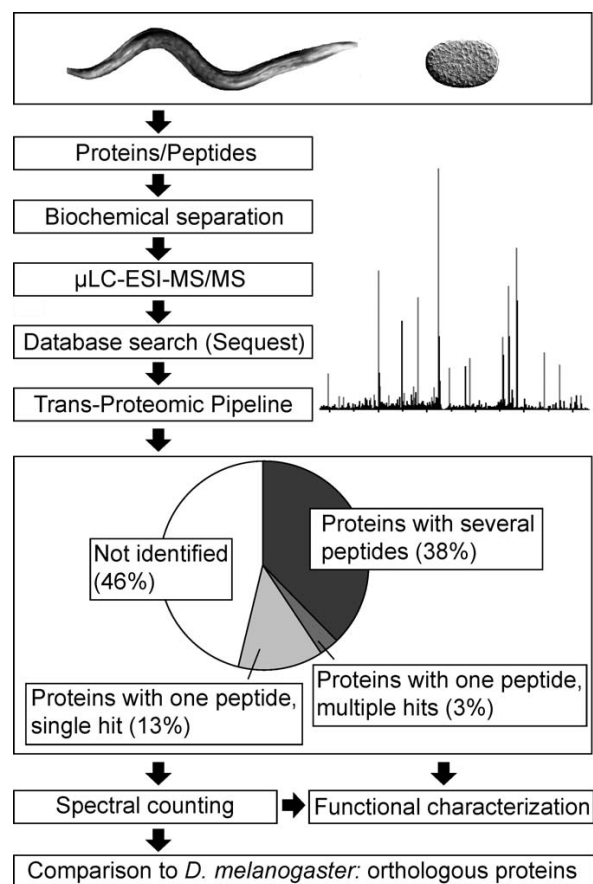 Proteins/Peptides
Biochemical separation
µLC-ESI-MS/MS
Database search (Sequest)
Trans-Proteomic Pipeline
Not identified
(46%)
Proteins with several
peptides (38%)
Proteins with one peptide,
single hit (13%)
Proteins with one peptide,
multiple hits (3%)
Spectral counting
Functional characterization
Comparison to D. melanogaster: orthologous proteins